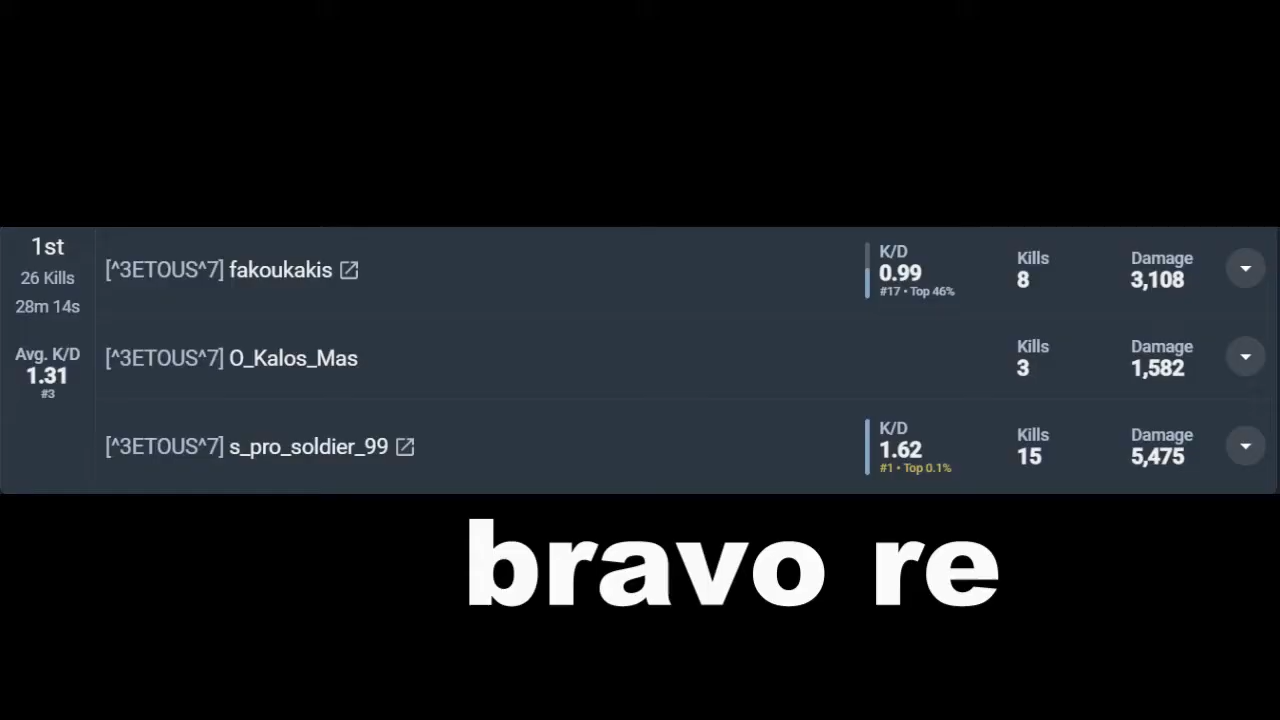 1st
26 Kills
28m 14s
Avg. K/D
1.31
#3
[^3ETOUS^7] fakoukakis
K/D
0.99
#17 • Top 46%
Kills
8
Damage
3,108
[^3ETOUS^7] O_Kalos_Mas
Kills
3
Damage
1,582
[^3ETOUS^7] s_pro_soldier_99
K/D
1.62
#1 • Top 0.1%
Kills
15
Damage
5,475
bravo re